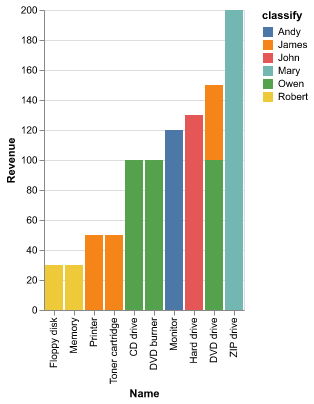 200
180
160
140
120
100
80
60
40
20
0
Revenue
Floppy disk
Memory
Printer
Toner cartridge
CD drive
DVD burner
Monitor
Hard drive
DVD drive
ZIP drive
Name
classify
Andy
James
John
Mary
Owen
Robert